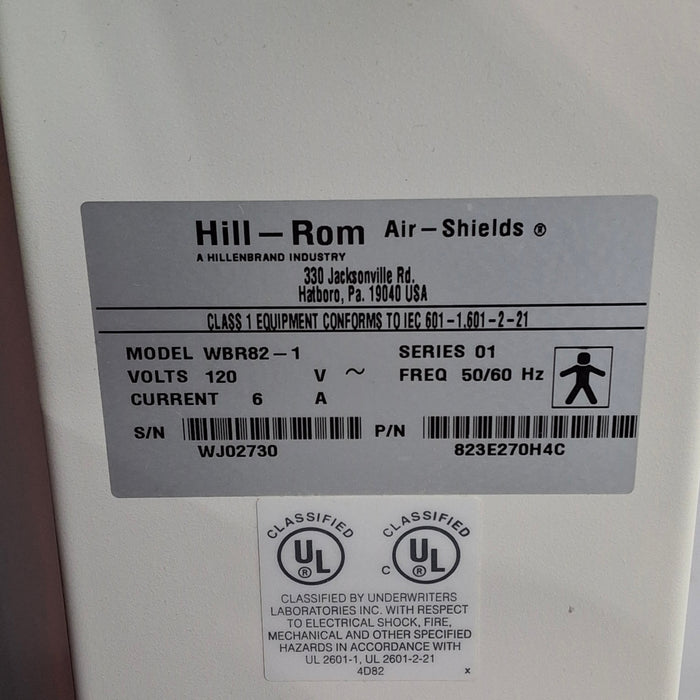 Hill-Rom Air-Shields ®
A HILLENBRAND INDUSTRY
330 Jacksonville Rd.
Hatboro, Pa. 19040 USA
CLASS 1 EQUIPMENT CONFORMS TO IEC 601-1,601-2-21
MODEL WBR82-1 SERIES 01
VOLTS 120 V ~ FREQ 50/60 Hz
CURRENT 6 A
S/N P/N
WJ02730 823E270H4C
CLASSIFIED CLASSIFIED
UL ® C UL ®
CLASSIFIED BY UNDERWRITERS
LABORATORIES INC. WITH RESPECT
TO ELECTRICAL SHOCK, FIRE,
MECHANICAL AND OTHER SPECIFIED
HAZARDS IN ACCORDANCE WITH
UL 2601-1, UL 2601-2-21
4D82 x